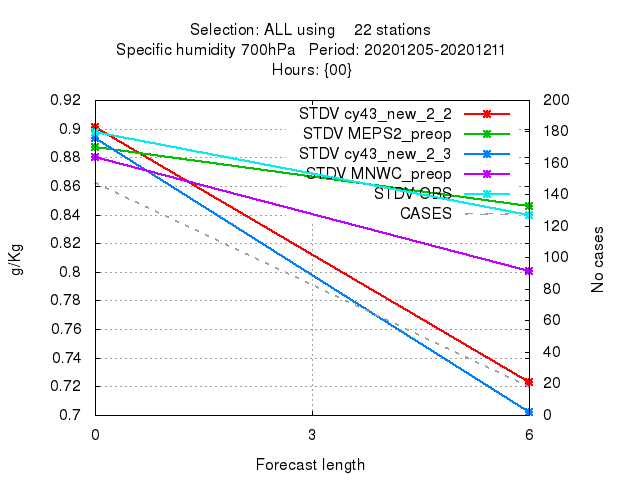 Selection: ALL using    22 stations
Specific humidity 700hPa   Period: 20201205-20201211
Hours: {00}
STDV cy43_new_2_2
STDV MEPS2_preop
STDV cy43_new_2_3
STDV MNWC_preop
STDV OBS
CASES
0.92
0.9
0.88
0.86
0.84
0.82
0.8
0.78
0.76
0.74
0.72
0.7
g/Kg
200
180
160
140
120
100
80
60
40
20
0
No cases
0 3 6
Forecast length